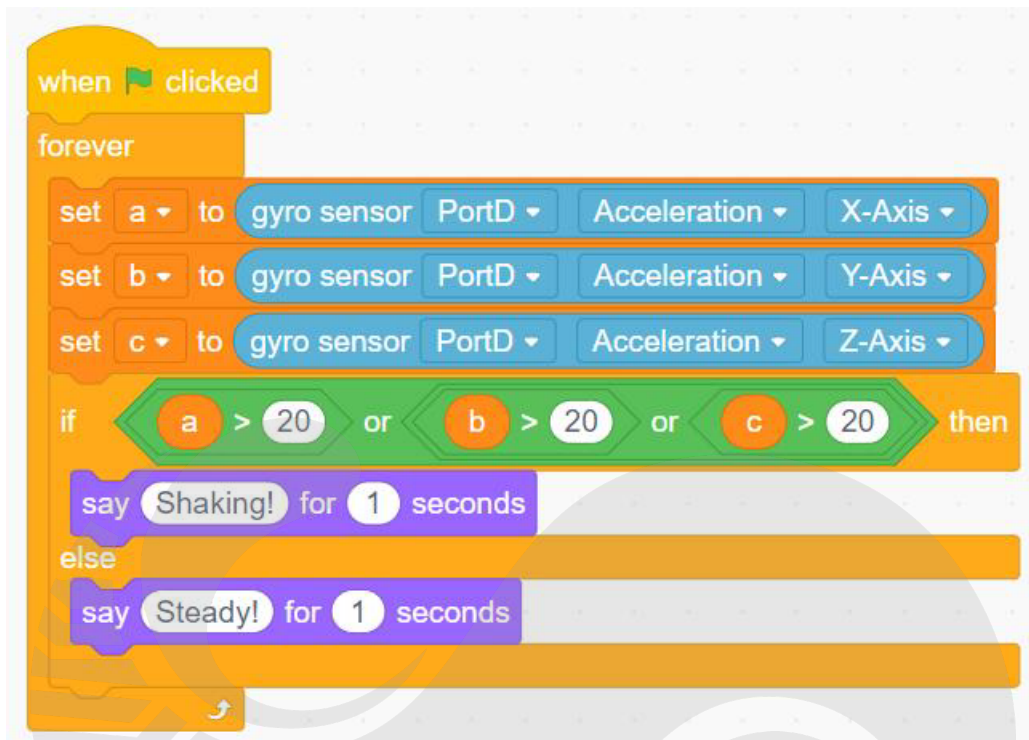 when clicked
forever
set a to gyro sensor PortD Acceleration X-Axis
set b to gyro sensor PortD Acceleration Y-Axis
set c to gyro sensor PortD Acceleration Z-Axis
if a > 20 or b > 20 or c > 20 then
say Shaking! for 1 seconds
else
say Steady! for 1 seconds